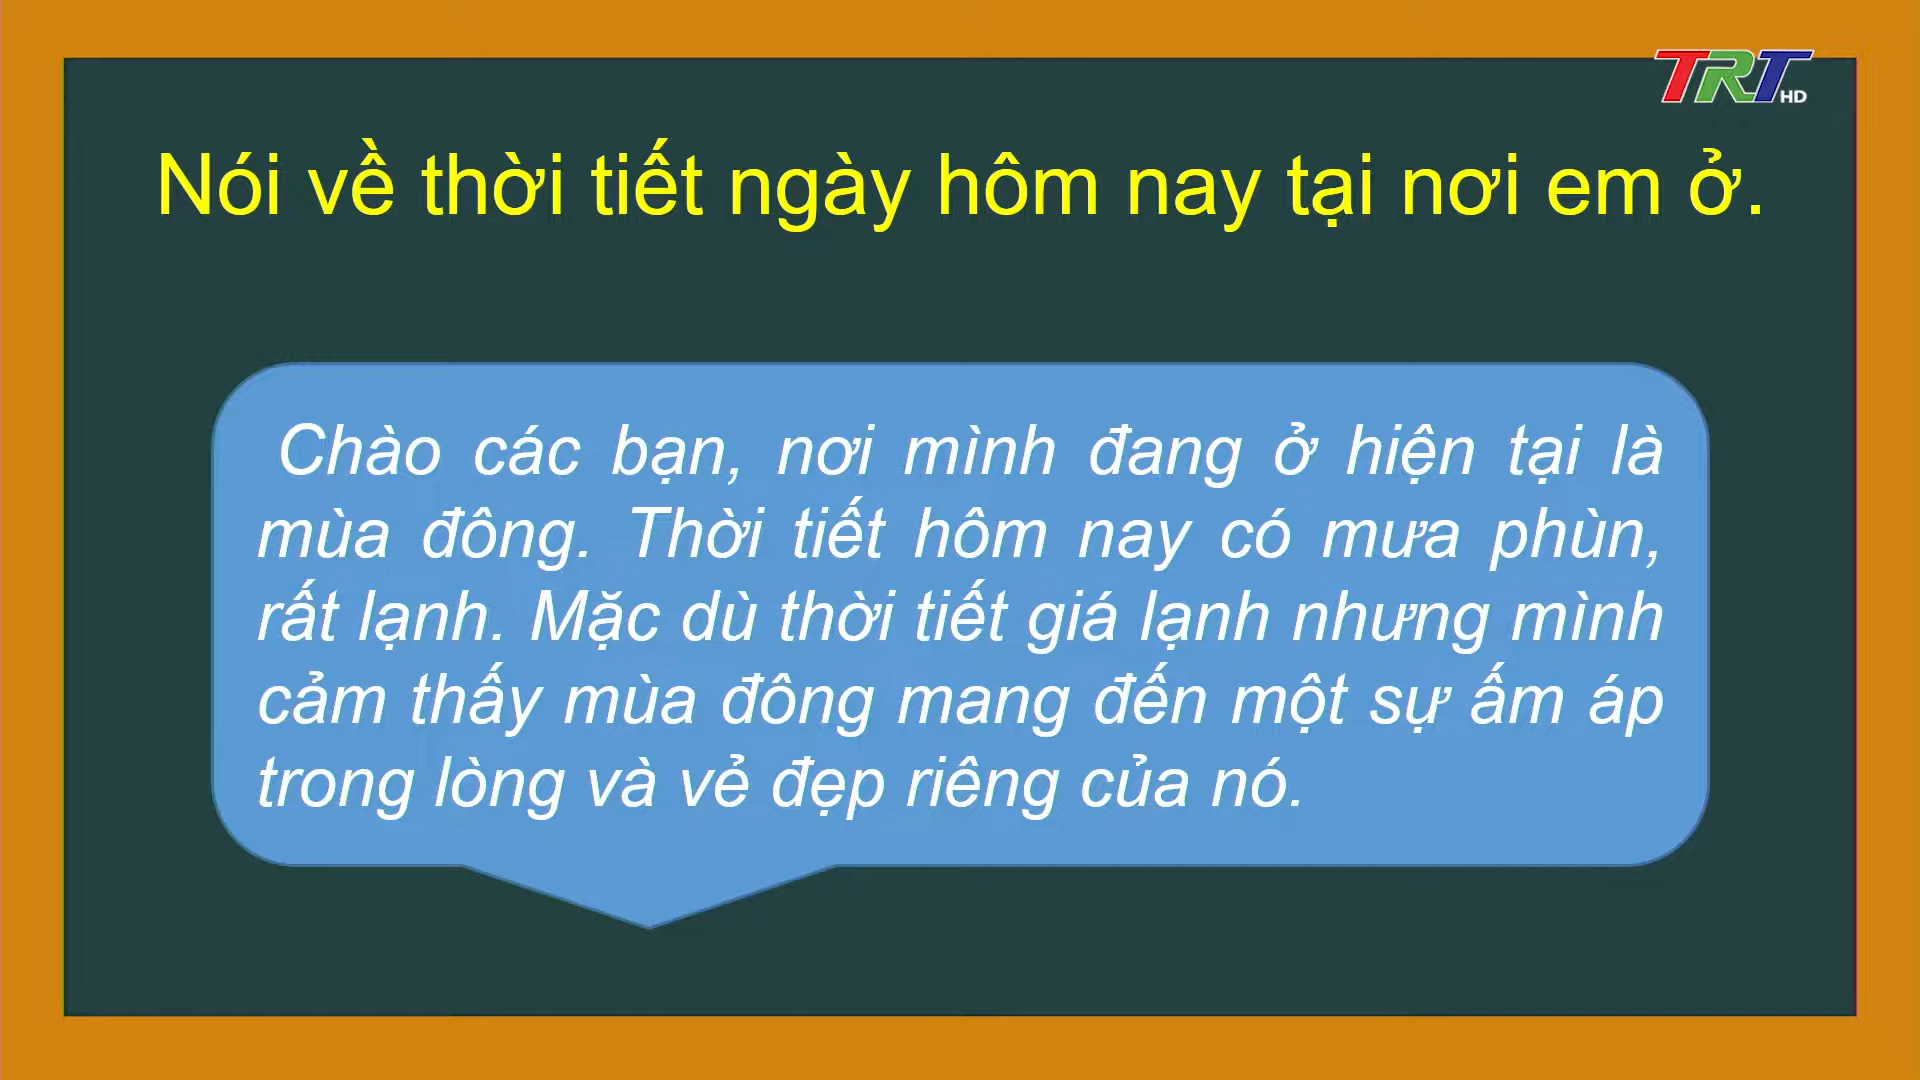 TRT HD
Nói về thời tiết ngày hôm nay tại nơi em ở.
Chào các bạn, nơi mình đang ở hiện tại là
mùa đông. Thời tiết hôm nay có mưa phùn,
rất lạnh. Mặc dù thời tiết giá lạnh nhưng mình
cảm thấy mùa đông mang đến một sự ấm áp
trong lòng và vẻ đẹp riêng của nó.